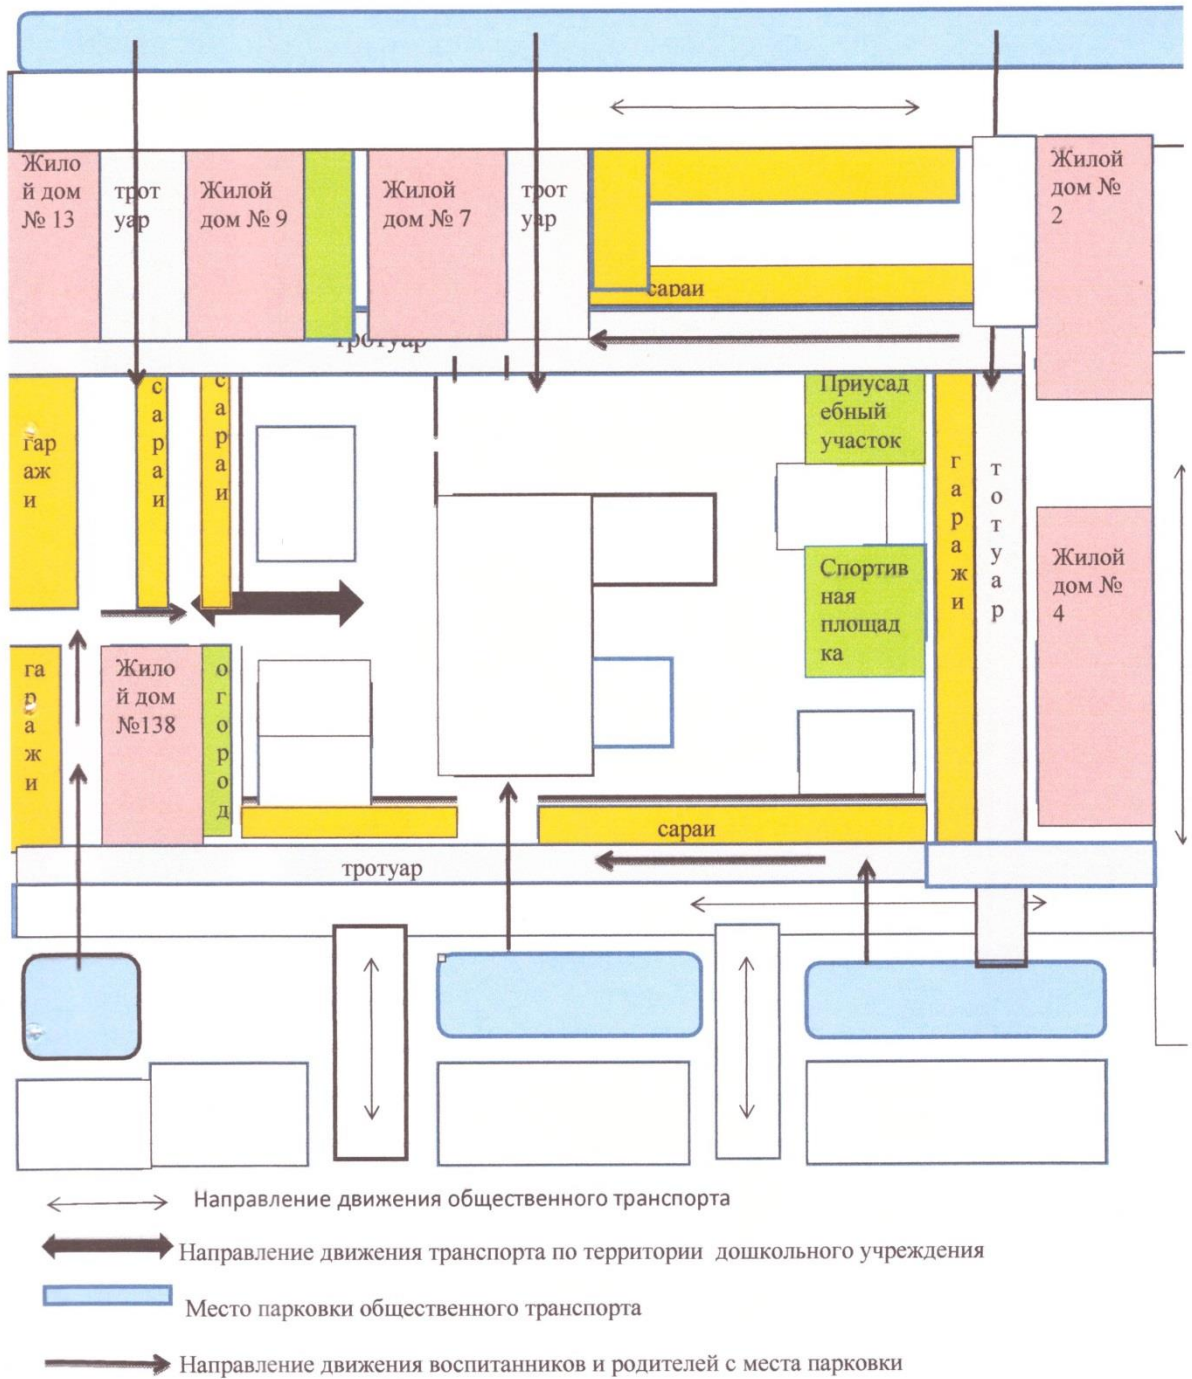 Жило
й дом
№ 13
трот
уар
Жилой
дом № 9
Жилой
дом № 7
трот
уар
Жилой
дом №
2
сараи
тротуар
гар
ажи
с
а
р
а
и
с
а
р
а
и
Приусад
ебный
участок
г
а
р
а
ж
и
т
о
т
у
а
р
Спортив
ная
площад
ка
Жилой
дом №
4
га
р
а
ж
и
Жило
й дом
№138
о
г
о
р
о
д
сараи
тротуар
Направление движения общественного транспорта
Направление движения транспорта по территории дошкольного учреждения
Место парковки общественного транспорта
Направление движения воспитанников и родителей с места парковки